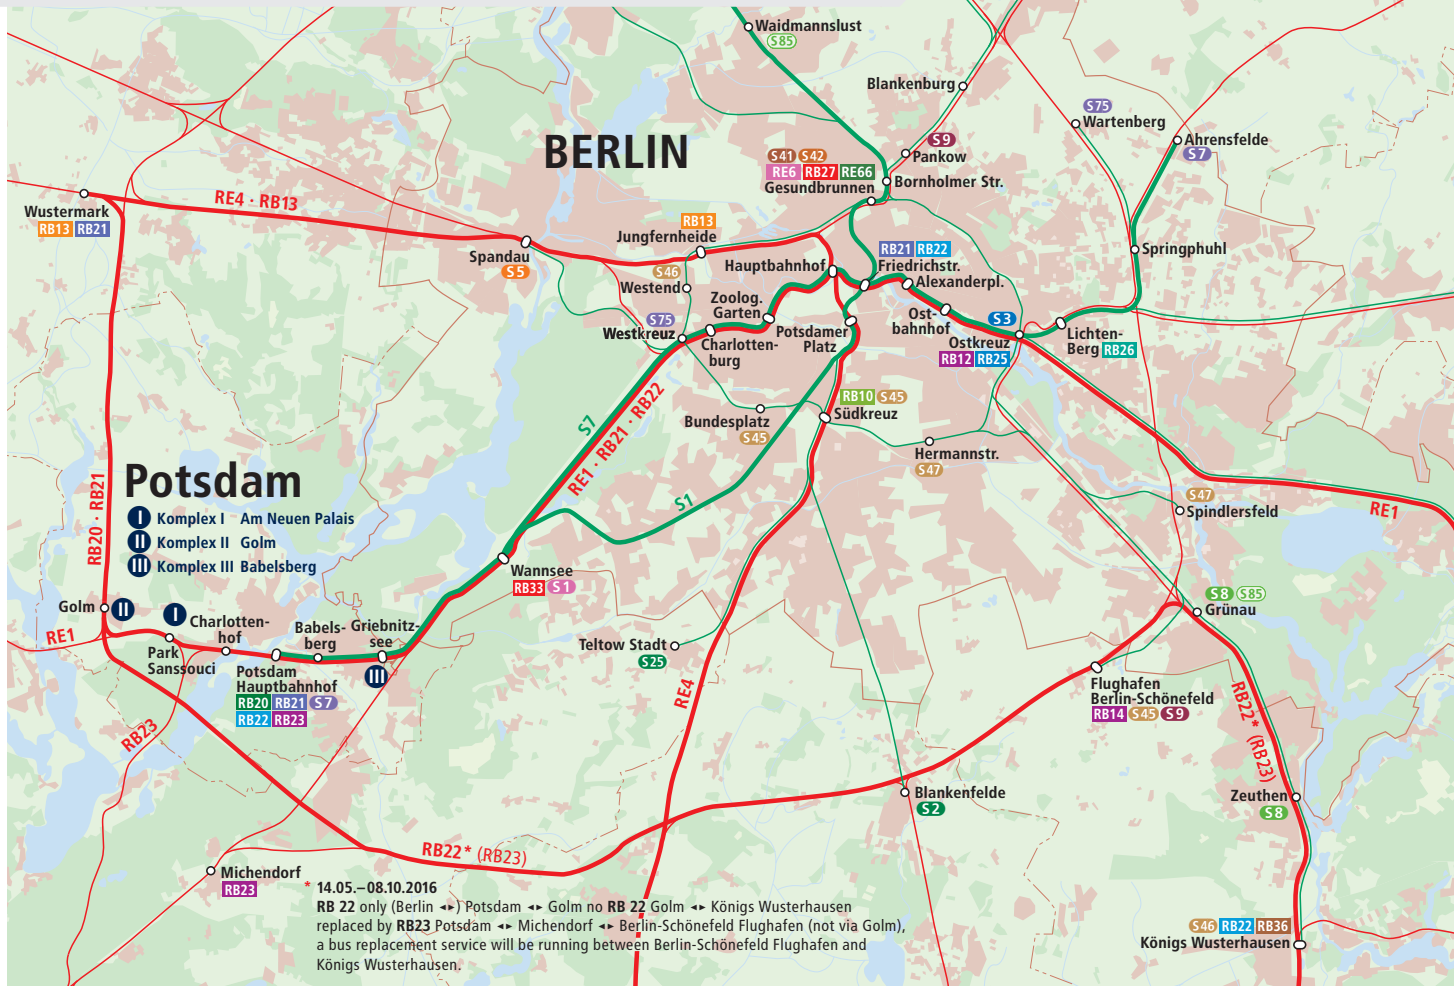 Waidmannslust
S85
Blankenburg
S75
Wartenberg
Ahrensfelde
S7
BERLIN
S9
Pankow
S41 S42
RE6 RB27 RE66
Gesundbrunnen
Bornholmer Str.
RE4 · RB13
Wustermark
RB13 RB21
RB13
Jungfernheide
Spandau
S5
S46
Westend
Hauptbahnhof
RB21 RB22
Friedrichstr.
Alexanderpl.
Springphuhl
Zoolog.
Garten
S75
Westkreuz
Charlotten-
burg
Potsdamer
Platz
Ost-
bahnhof
S3
Ostkreuz
RB12 RB25
Lichten-
Berg RB26
S7
RE1 · RB21 · RB22
RB10 S45
Südkreuz
Bundesplatz
S45
Hermannstr.
S47
S1
S47
Spindlersfeld
RE1
Potsdam
I Komplex I Am Neuen Palais
II Komplex II Golm
III Komplex III Babelsberg
RB20 · RB21
Wannsee
RB33 S1
Golm II
I
RE1
Charlotten-
hof
Park
Sanssouci
Babels-
berg
Griebnitz-
see
III
Potsdam
Hauptbahnhof
RB20 RB21 S7
RB22 RB23
Teltow Stadt
S25
S8 S85
Grünau
RE4
Flughafen
Berlin-Schönefeld
RB14 S45 S9
RB22* (RB23)
RB23
Blankenfelde
S2
Zeuthen
S8
RB22* (RB23)
Michendorf
RB23
S46 RB22 RB36
Königs Wusterhausen
* 14.05.–08.10.2016
RB 22 only (Berlin ◄►) Potsdam ◄► Golm no RB 22 Golm ◄► Königs Wusterhausen
replaced by RB23 Potsdam ◄► Michendorf ◄► Berlin-Schönefeld Flughafen (not via Golm),
a bus replacement service will be running between Berlin-Schönefeld Flughafen and
Königs Wusterhausen.